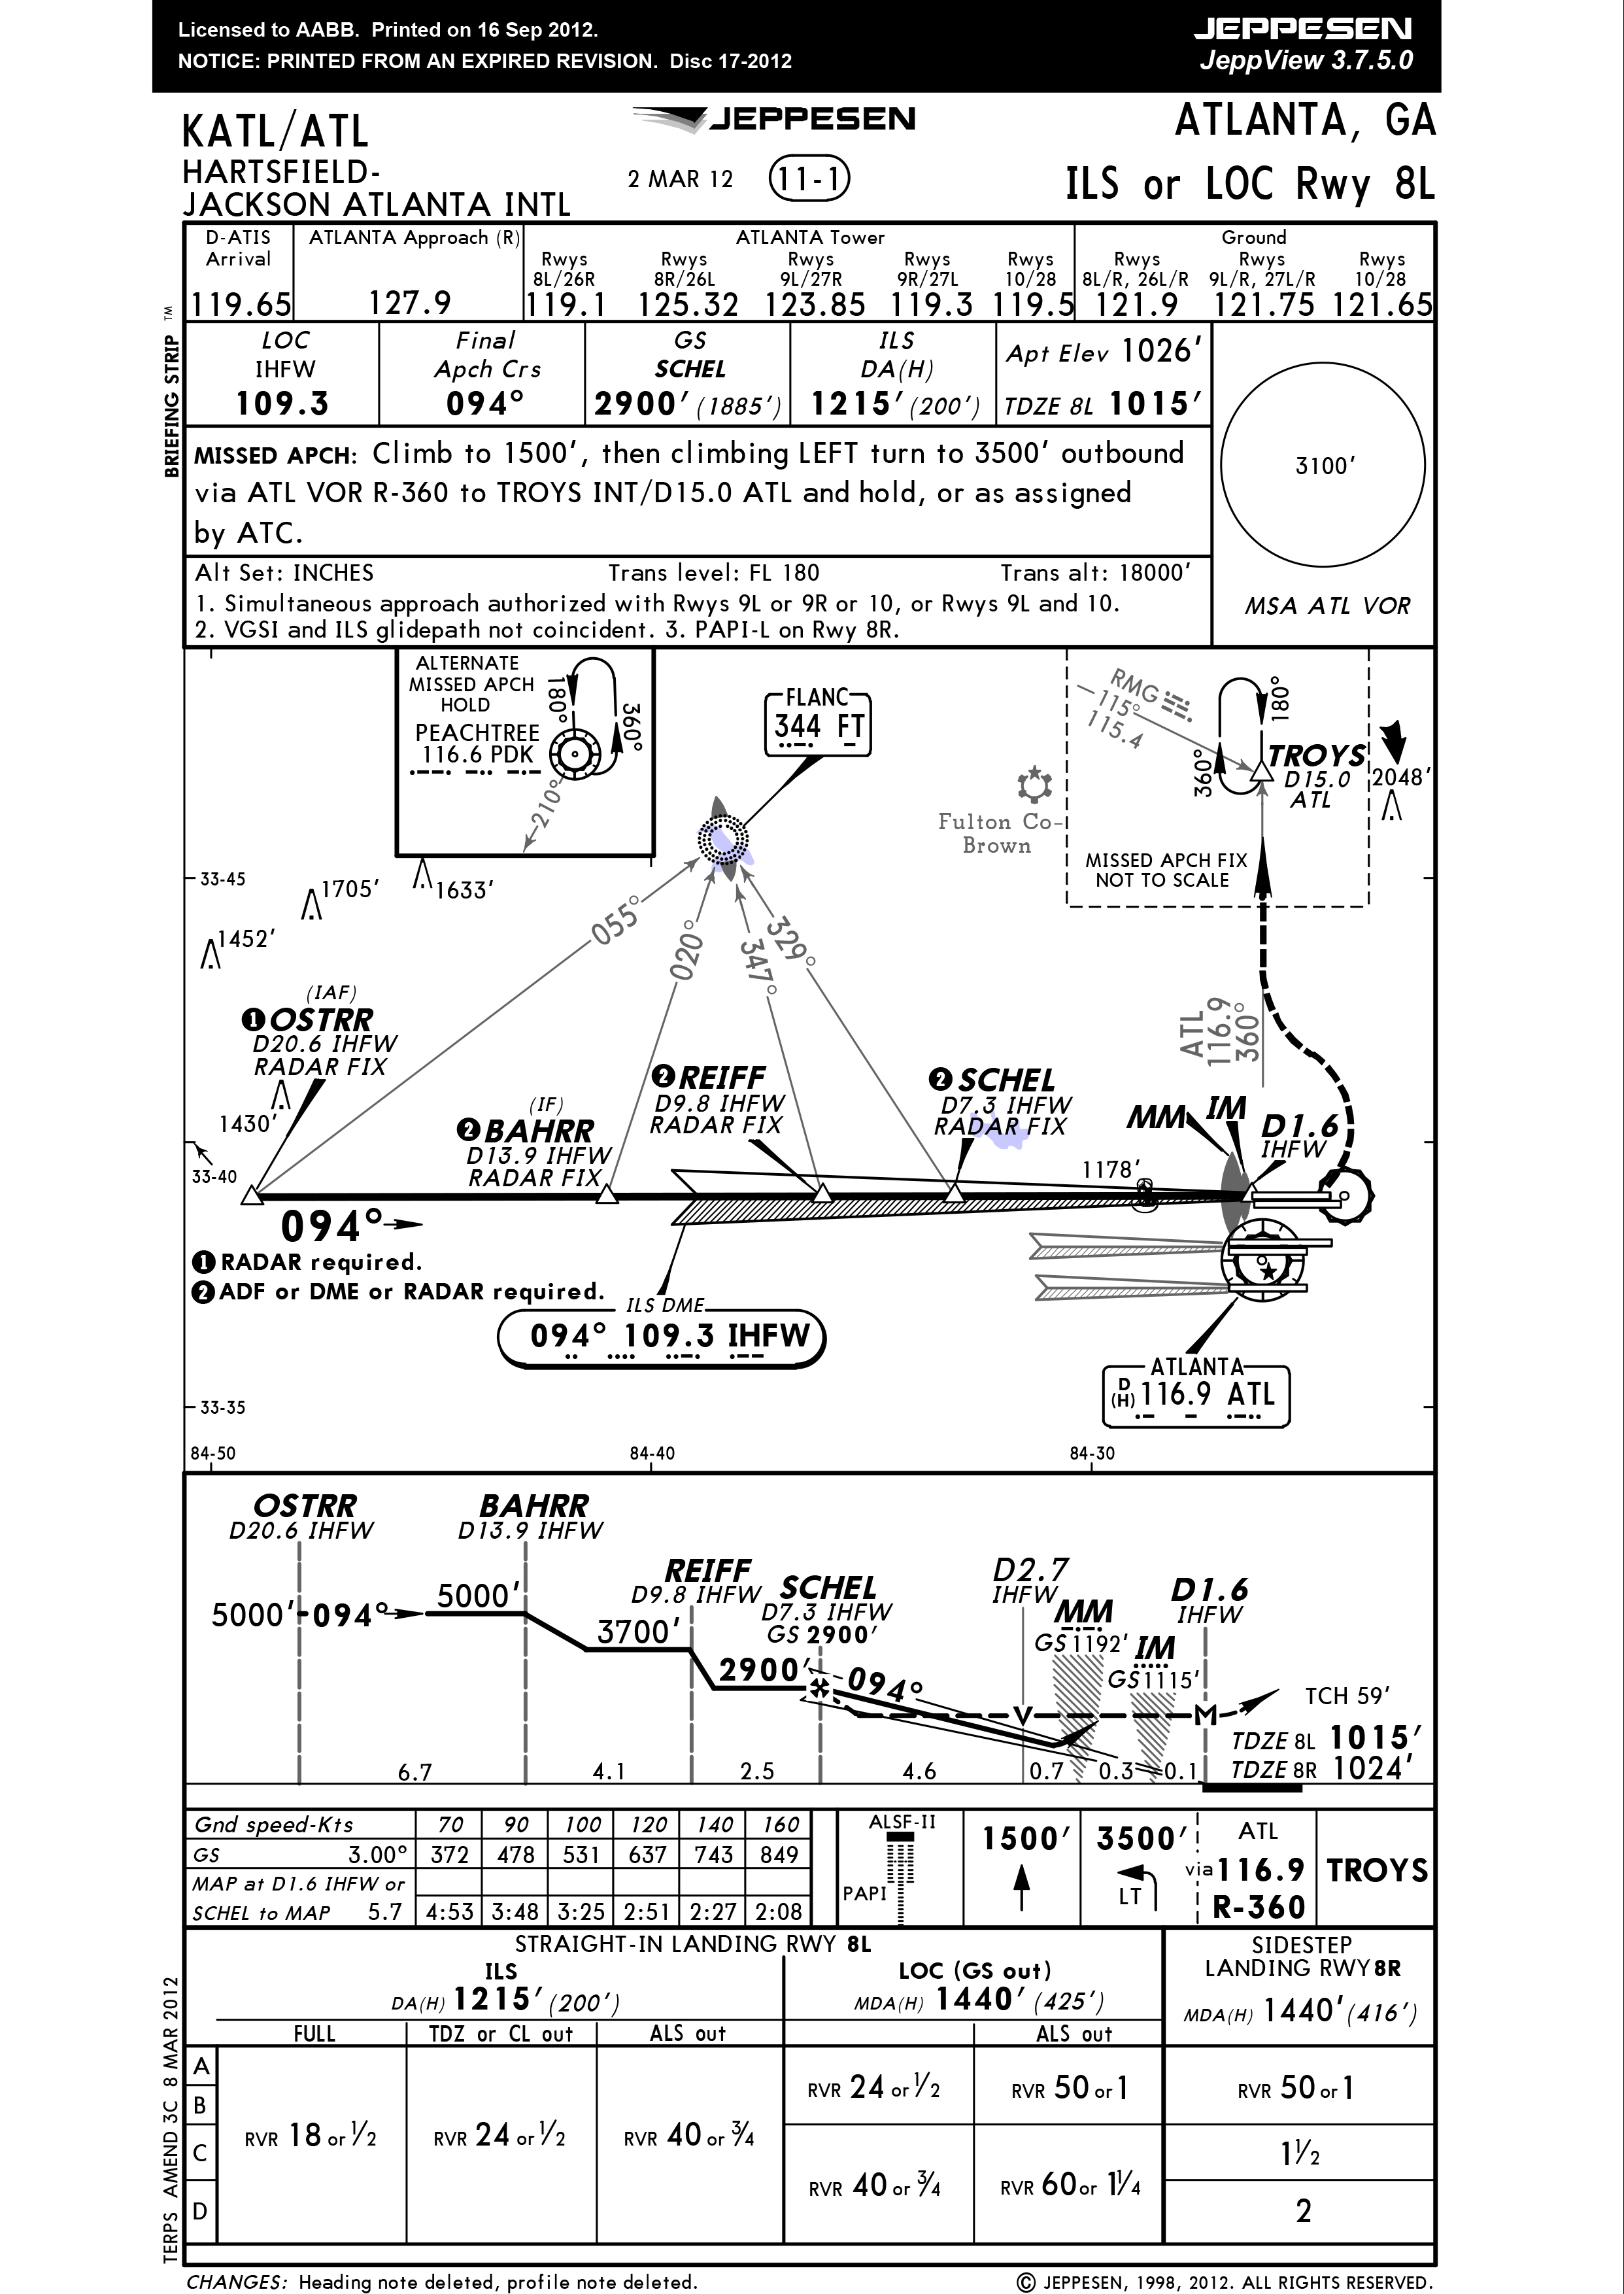 Licensed to AABB. Printed on 16 Sep 2012.
NOTICE: PRINTED FROM AN EXPIRED REVISION. Disc 17-2012
JEPPESEN
JeppView 3.7.5.0
KATL/ATL
HARTSFIELD-
JACKSON ATLANTA INTL
JEPPESEN
2 MAR 12 11-1
ATLANTA, GA
ILS or LOC Rwy 8L
BRIEFING STRIP ™
D-ATIS Arrival
119.65
ATLANTA Approach (R)
127.9
ATLANTA Tower
Rwys 8L/26R Rwys 8R/26L Rwys 9L/27R Rwys 9R/27L Rwys 10/28
119.1 125.32 123.85 119.3 119.5
Ground
Rwys 8L/R, 26L/R Rwys 9L/R, 27L/R Rwys 10/28
121.9 121.75 121.65
LOC
IHFW
109.3
Final
Apch Crs
094°
GS
SCHEL
2900' (1885')
ILS
DA(H)
1215' (200')
Apt Elev 1026'
TDZE 8L 1015'
MISSED APCH: Climb to 1500', then climbing LEFT turn to 3500' outbound
via ATL VOR R-360 to TROYS INT/D15.0 ATL and hold, or as assigned
by ATC.
3100'
MSA ATL VOR
Alt Set: INCHES Trans level: FL 180 Trans alt: 18000'
1. Simultaneous approach authorized with Rwys 9L or 9R or 10, or Rwys 9L and 10.
2. VGSI and ILS glidepath not coincident. 3. PAPI-L on Rwy 8R.
ALTERNATE
MISSED APCH
HOLD
PEACHTREE
116.6 PDK
180°
360°
210°
FLANC
344 FT
Fulton Co-
Brown
RMG
115°
115.4
180°
360°
TROYS
D15.0
ATL
MISSED APCH FIX
NOT TO SCALE
2048'
33-45
1705'
1633'
1452'
055°
020°
347°
329°
(IAF)
1 OSTRR
D20.6 IHFW
RADAR FIX
1430'
33-40
(IF)
2 BAHRR
D13.9 IHFW
RADAR FIX
2 REIFF
D9.8 IHFW
RADAR FIX
2 SCHEL
D7.3 IHFW
RADAR FIX
ATL
116.9
360°
MM
IM
D1.6
IHFW
1178'
094°
1 RADAR required.
2 ADF or DME or RADAR required.
ILS DME
094° 109.3 IHFW
ATLANTA
D
(H) 116.9 ATL
33-35
84-50 84-40 84-30
OSTRR
D20.6 IHFW
BAHRR
D13.9 IHFW
REIFF
D9.8 IHFW
SCHEL
D7.3 IHFW
GS 2900'
D2.7
IHFW
MM
GS 1192'
IM
GS 1115'
D1.6
IHFW
5000' 094° 5000'
3700'
2900' 094°
V
M
TCH 59'
TDZE 8L 1015'
TDZE 8R 1024'
6.7 4.1 2.5 4.6 0.7 0.3 0.1
Gnd speed-Kts 70 90 100 120 140 160
GS 3.00° 372 478 531 637 743 849
MAP at D1.6 IHFW or
SCHEL to MAP 5.7 4:53 3:48 3:25 2:51 2:27 2:08
ALSF-II
PAPI
1500'
3500'
LT
ATL
via 116.9
R-360
TROYS
TERPS AMEND 3C 8 MAR 2012
STRAIGHT-IN LANDING RWY 8L
ILS
DA(H) 1215' (200')
LOC (GS out)
MDA(H) 1440' (425')
SIDESTEP
LANDING RWY 8R
MDA(H) 1440' (416')
FULL TDZ or CL out ALS out ALS out
A
B
C
D
RVR 18 or 1/2
RVR 24 or 1/2
RVR 40 or 3/4
RVR 24 or 1/2
RVR 50 or 1
RVR 50 or 1
RVR 40 or 3/4
RVR 60 or 1 1/4
1 1/2
2
CHANGES: Heading note deleted, profile note deleted.
© JEPPESEN, 1998, 2012. ALL RIGHTS RESERVED.